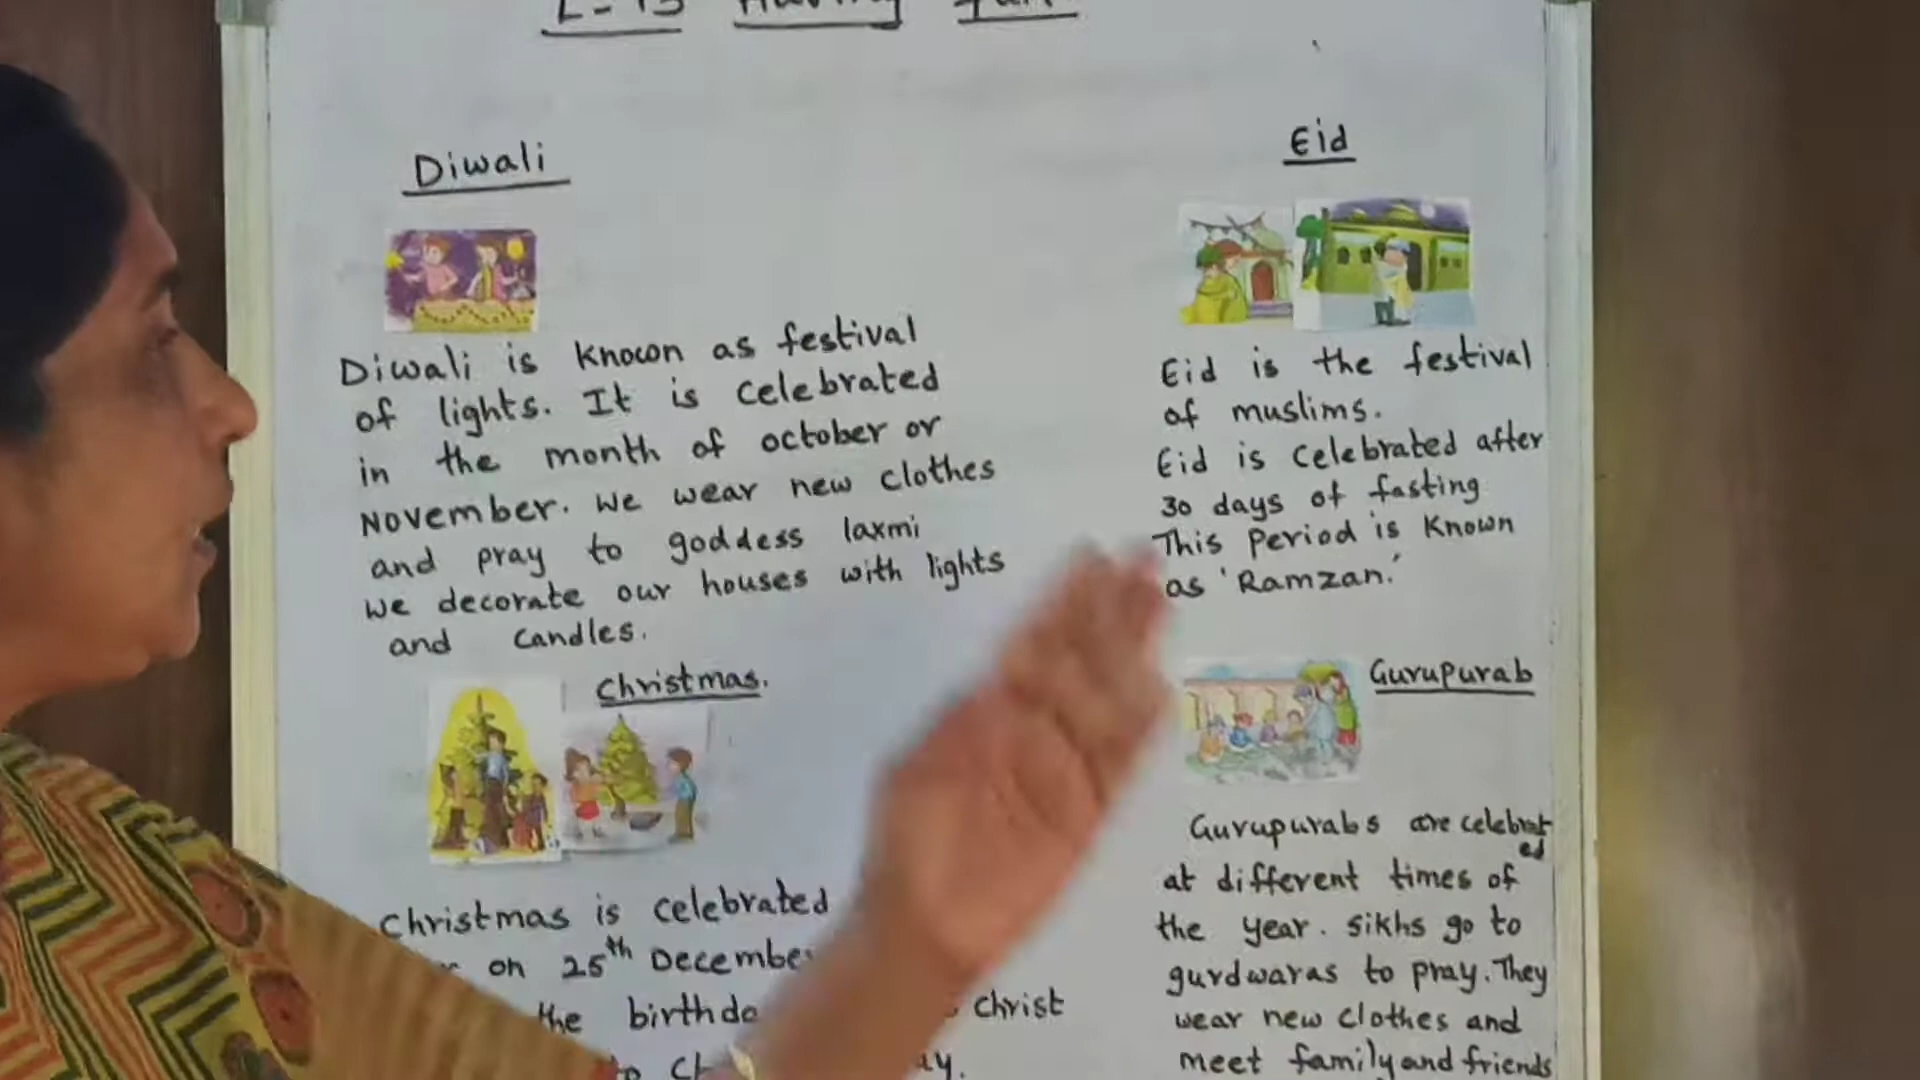 L-13 Having fun
Diwali
Diwali is known as festival
of lights. It is celebrated
in the month of october or
November. We wear new clothes
and pray to goddess laxmi
We decorate our houses with lights
and candles.
Eid
Eid is the festival
of muslims.
Eid is celebrated after
30 days of fasting
This Period is known
as 'Ramzan.'
Christmas.
Christmas is celebrated
on 25th December
the christ
Gurupurab
Gurupurabs are celebrated
at different times of
the year. Sikhs go to
gurdwaras to pray. They
wear new clothes and
meet family and friends